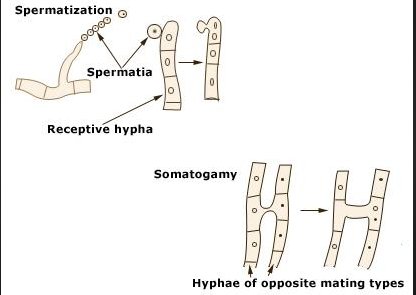 Spermatization
Spermatia
Receptive hypha
Somatogamy
Hyphae of opposite mating types